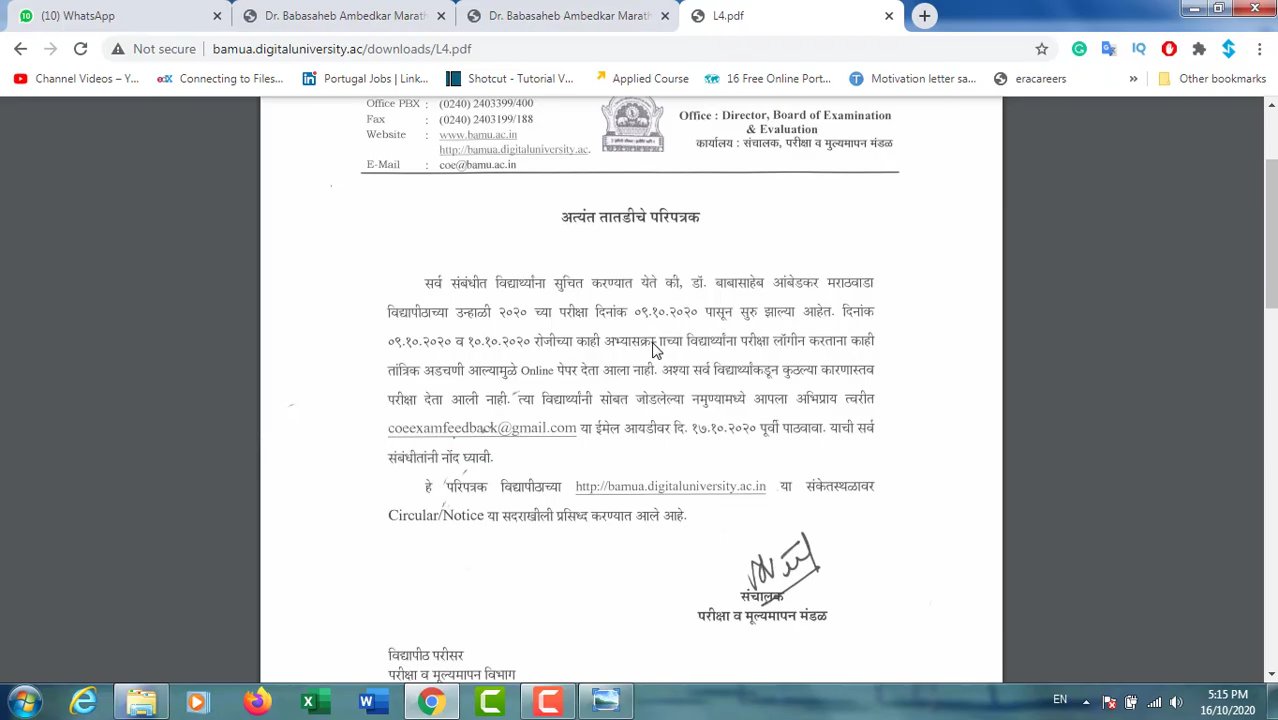 (10) WhatsApp
Dr. Babasaheb Ambedkar Marath
Dr. Babasaheb Ambedkar Marath
L4.pdf
Not secure
bamua.digitaluniversity.ac/downloads/L4.pdf
Channel Videos – Y...
Connecting to Files...
Portugal Jobs | Link...
Shotcut - Tutorial V...
Applied Course
16 Free Online Port...
Motivation letter sa...
eracareers
Other bookmarks
Office PBX : (0240) 2403399/400
Fax : (0240) 2403199/188
Website : www.bamu.ac.in
http://bamua.digitaluniversity.ac.
E-Mail : coe@bamu.ac.in
Office : Director, Board of Examination
& Evaluation
कार्यालय : संचालक, परीक्षा व मुल्यमापन मंडळ
अत्यंत तातडीचे परिपत्रक
सर्व संबंधीत विद्यार्थ्यांना सुचित करण्यात येते की, डॉ. बाबासाहेब आंबेडकर मराठवाडा
विद्यापीठाच्या उन्हाळी २०२० च्या परीक्षा दिनांक ०९.१०.२०२० पासून सुरु झाल्या आहेत. दिनांक
०९.१०.२०२० व १०.१०.२०२० रोजीच्या काही अभ्यासक्रमाच्या विद्यार्थ्यांना परीक्षा लॉगीन करताना काही
तांत्रिक अडचणी आल्यामुळे Online पेपर देता आला नाही. अश्या सर्व विद्यार्थ्यांकडून कुठल्या कारणास्तव
परीक्षा देता आली नाही. त्या विद्यार्थ्यांनी सोबत जोडलेल्या नमुण्यामध्ये आपला अभिप्राय त्वरीत
coeexamfeedback@gmail.com या ईमेल आयडीवर दि. १७.१०.२०२० पूर्वी पाठवावा. याची सर्व
संबंधीतांनी नोंद घ्यावी.
हे परिपत्रक विद्यापीठाच्या http://bamua.digitaluniversity.ac.in या संकेतस्थळावर
Circular/Notice या सदराखीली प्रसिध्द करण्यात आले आहे.
संचालक
परीक्षा व मूल्यमापन मंडळ
विद्यापीठ परीसर
परीक्षा व मूल्यमापन विभाग
EN
5:15 PM
16/10/2020